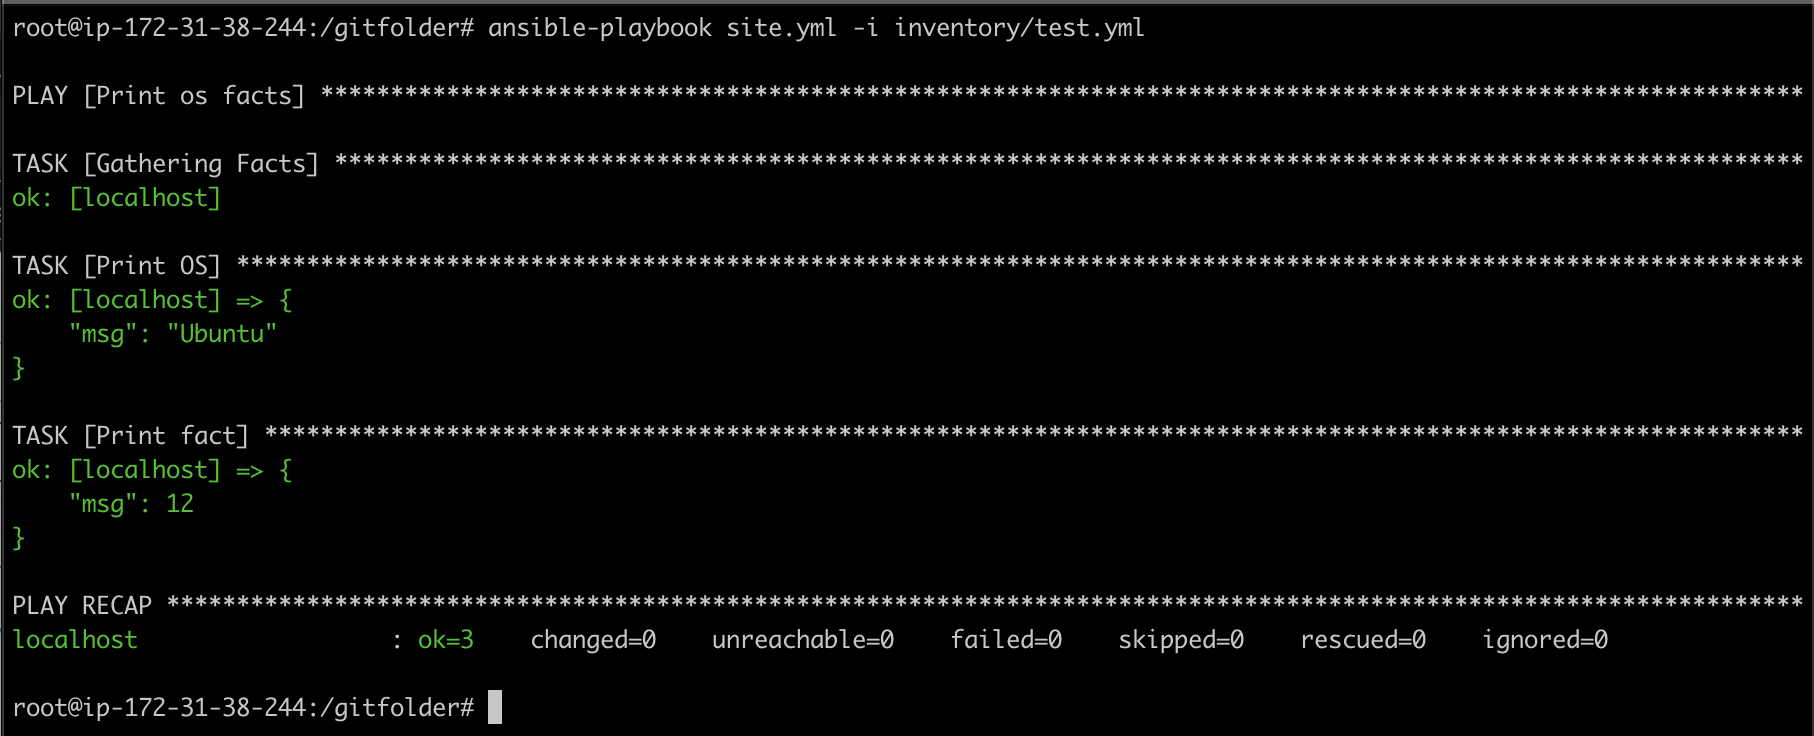 root@ip-172-31-38-244:/gitfolder# ansible-playbook site.yml -i inventory/test.yml
PLAY [Print os facts] **********************************************************************************************************
TASK [Gathering Facts] *********************************************************************************************************
ok: [localhost]
TASK [Print OS] ****************************************************************************************************************
ok: [localhost] => {
    "msg": "Ubuntu"
}
TASK [Print fact] **************************************************************************************************************
ok: [localhost] => {
    "msg": 12
}
PLAY RECAP *********************************************************************************************************************
localhost                  : ok=3    changed=0    unreachable=0    failed=0    skipped=0    rescued=0    ignored=0
root@ip-172-31-38-244:/gitfolder#